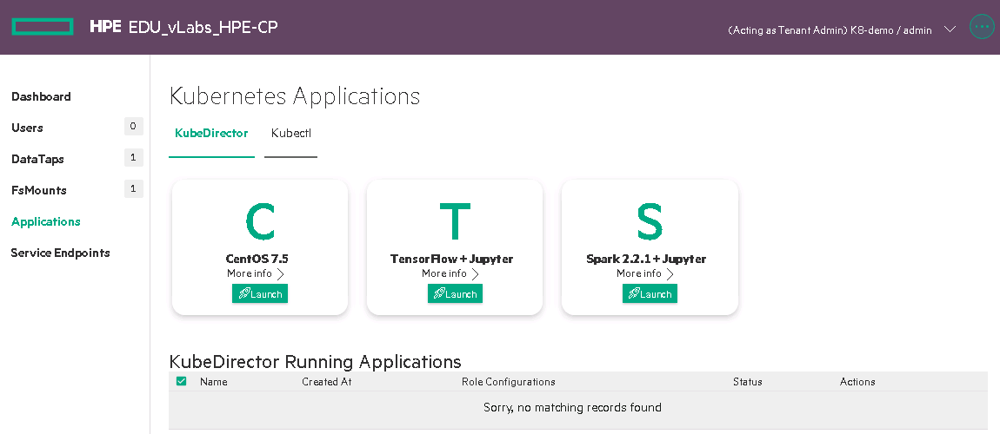 HPE EDU_vLabs_HPE-CP
(Acting as Tenant Admin) K8-demo / admin
Dashboard
Users 0
DataTaps 1
FsMounts 1
Applications
Service Endpoints
Kubernetes Applications
KubeDirector Kubectl
C T S
CentOS 7.5 TensorFlow + Jupyter Spark 2.2.1 + Jupyter
More info More info More info
Launch Launch Launch
KubeDirector Running Applications
Name Created At Role Configurations Status Actions
Sorry, no matching records found